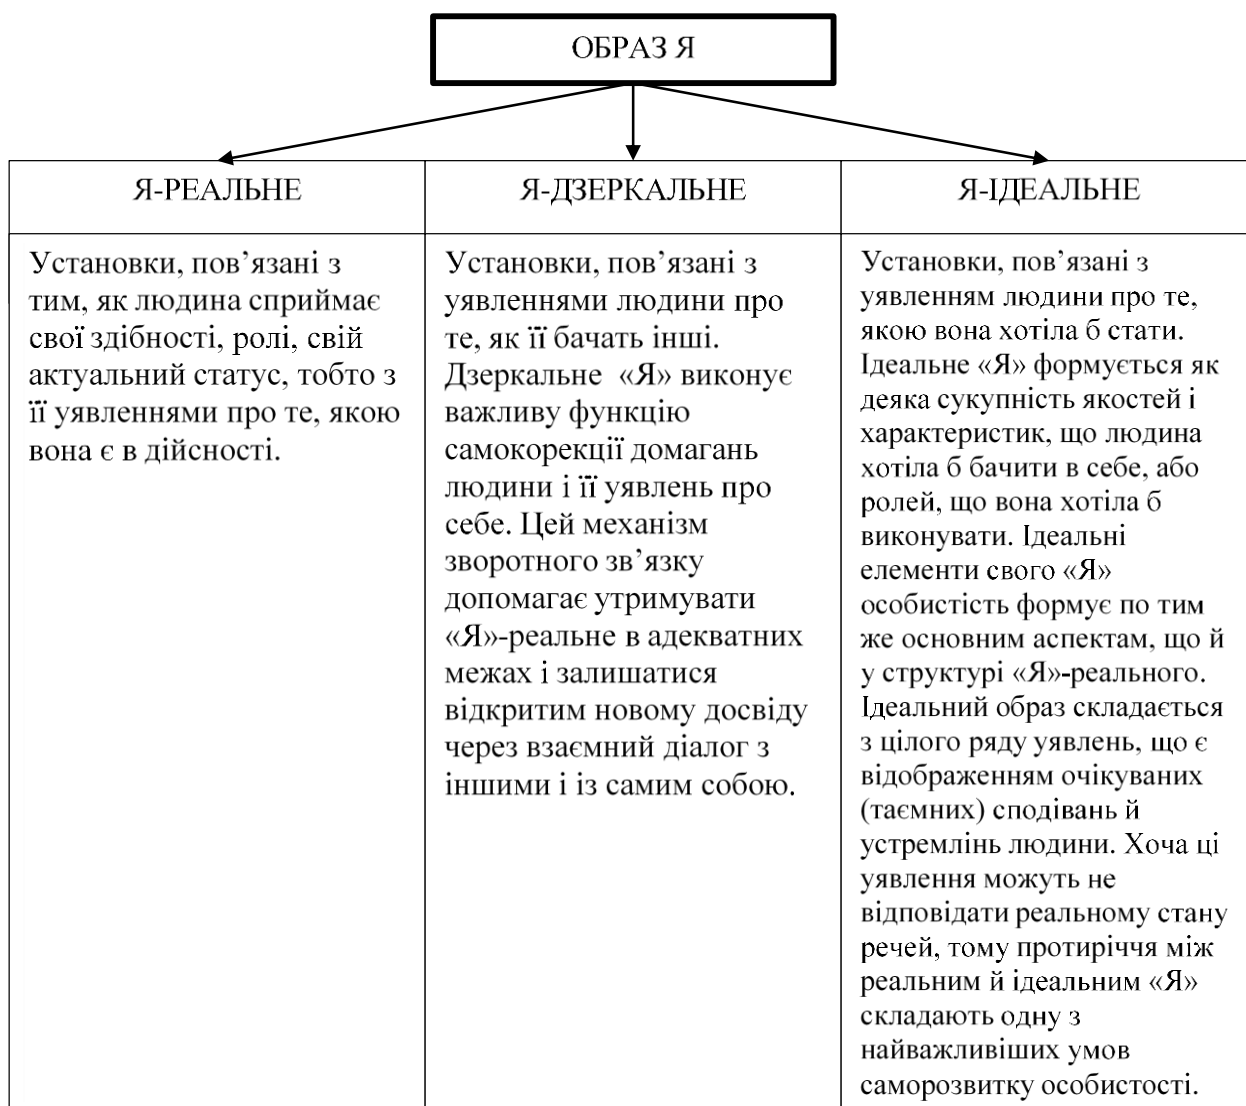 ОБРАЗ Я
Я-РЕАЛЬНЕ
Установки, пов’язані з
тим, як людина сприймає
свої здібності, ролі, свій
актуальний статус, тобто з
її уявленнями про те, якою
вона є в дійсності.
Я-ДЗЕРКАЛЬНЕ
Установки, пов’язані з
уявленнями людини про
те, як її бачать інші.
Дзеркальне «Я» виконує
важливу функцію
самокорекції домагань
людини і її уявлень про
себе. Цей механізм
зворотного зв’язку
допомагає утримувати
«Я»-реальне в адекватних
межах і залишатися
відкритим новому досвіду
через взаємний діалог з
іншими і із самим собою.
Я-ІДЕАЛЬНЕ
Установки, пов’язані з
уявленням людини про те,
якою вона хотіла б стати.
Ідеальне «Я» формується як
деяка сукупність якостей і
характеристик, що людина
хотіла б бачити в себе, або
ролей, що вона хотіла б
виконувати. Ідеальні
елементи свого «Я»
особистість формує по тим
же основним аспектам, що й
у структурі «Я»-реального.
Ідеальний образ складається
з цілого ряду уявлень, що є
відображенням очікуваних
(таємних) сподівань й
устремлінь людини. Хоча ці
уявлення можуть не
відповідати реальному стану
речей, тому протиріччя між
реальним й ідеальним «Я»
складають одну з
найважливіших умов
саморозвитку особистості.